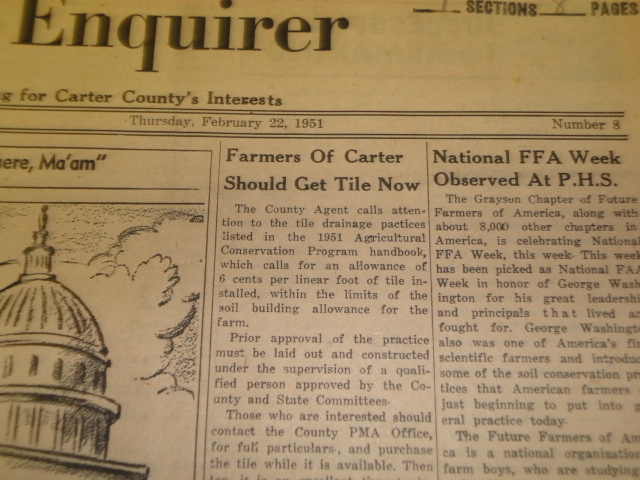 Enquirer
1 SECTIONS 8 PAGES
for Carter County's Interests
Thursday, February 22, 1951
Number 8
Ma'am"
Farmers Of Carter
Should Get Tile Now
The County Agent calls atten-
tion to the tile drainage pactices
listed in the 1951 Agricultural
Conservation Program handbook,
which calls for an allowance of
6 cents per linear foot of tile in-
stalled, within the limits of the
soil building allowance for the
farm.
Prior approval of the practice
must be laid out and constructed
under the supervision of a quali-
fied person approved by the Co-
unty and State Committees.
Those who are interested should
contact the County PMA Office,
for full particulars, and purchase
the tile while it is available. Then
National FFA Week
Observed At P.H.S.
The Grayson Chapter of Future
Farmers of America, along with
about 8,000 other chapters in
America, is celebrating National
FFA Week, this week. This week
has been picked as National FFA
Week in honor of George Wash
ington for his great leadersh
and principals that lived an
fought for. George Washingt
also was one of America's fi
scientific farmers and introduc
some of the soil conservation pr
tices that American farmers
just beginning to put into g
eral practice today.
The Future Farmers of Am
ca is a national organization
farm boys, who are studying